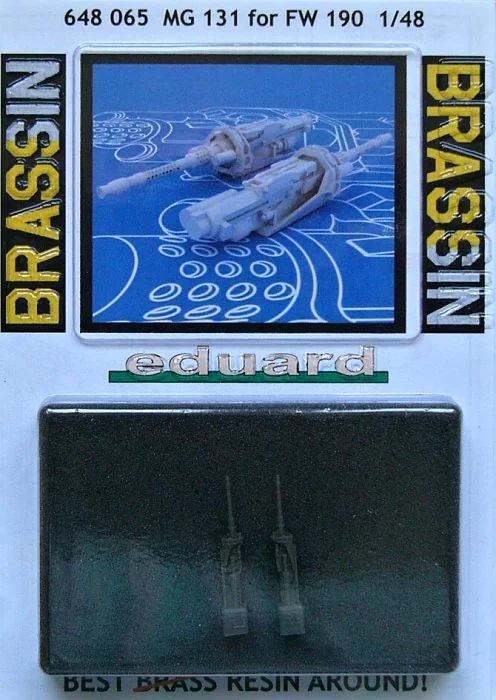 648 065 MG 131 for FW 190 1/48
BRASSIN
BRASSIN
eduard
BEST BRASS RESIN AROUND!